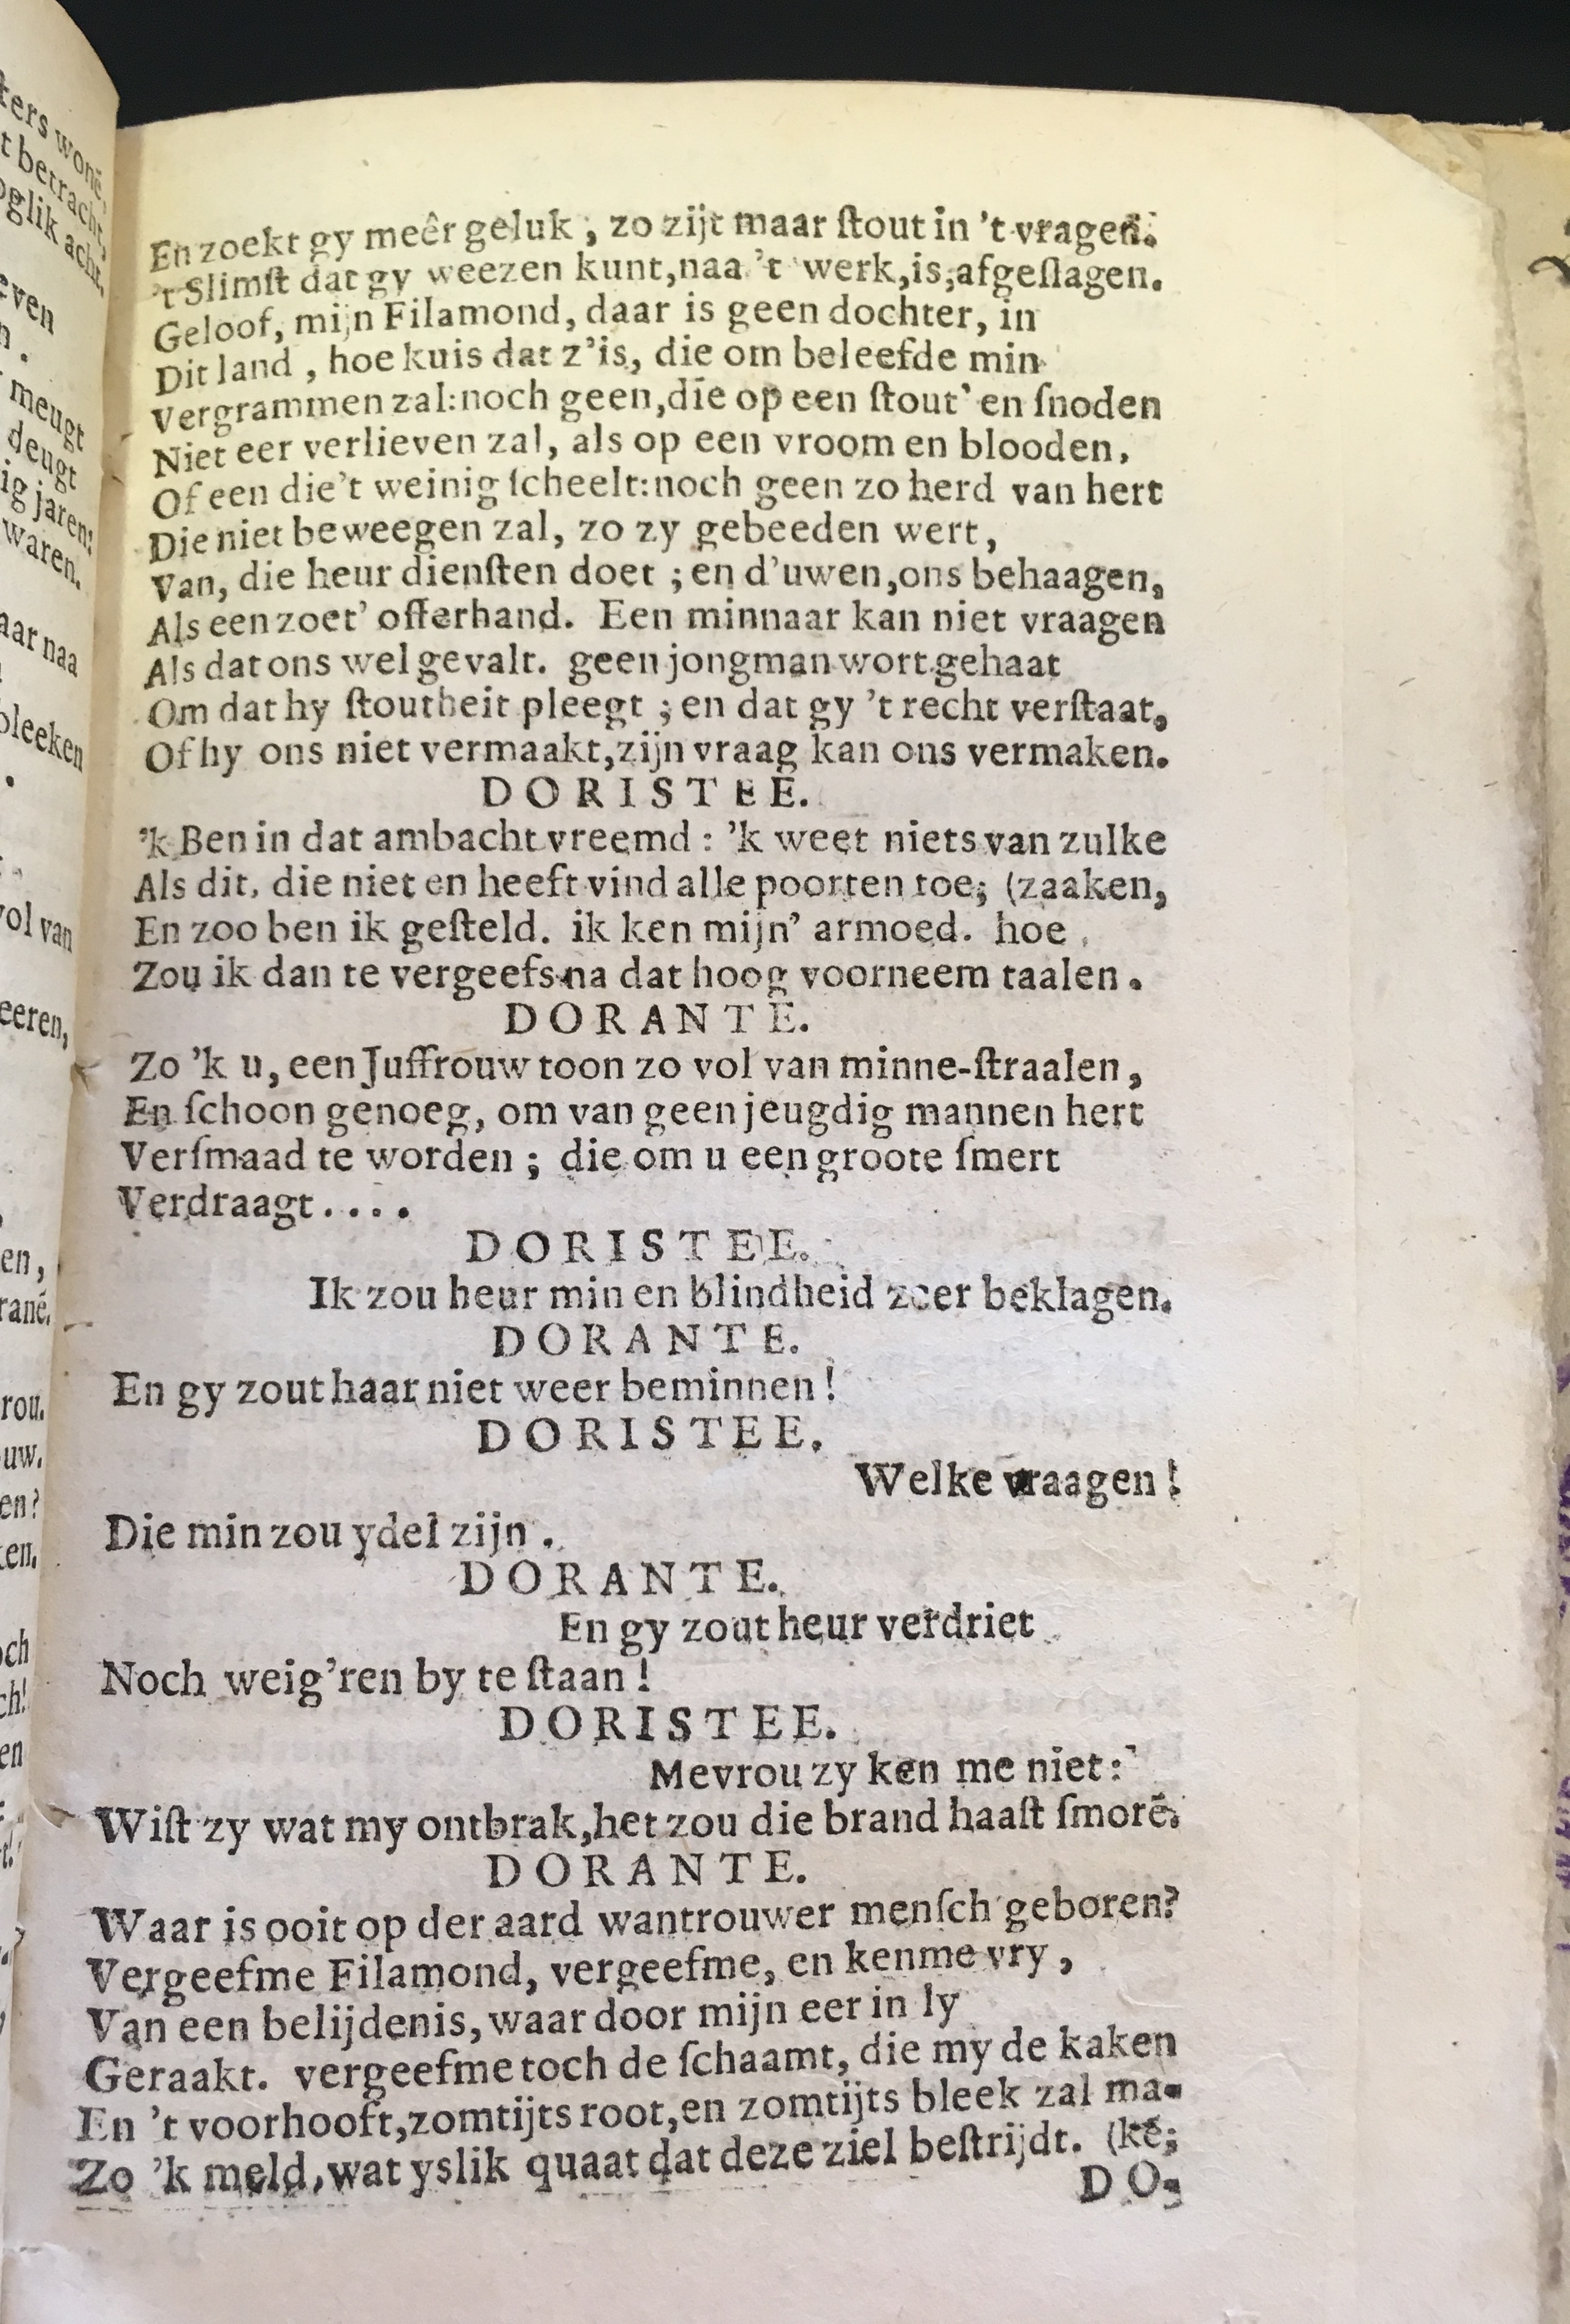 En zoekt gy meêr geluk, zo zijt maar ſtout in 't vragen.
't Slimſt dat gy weezen kunt, naa 't werk, is, afgeſlagen.
Geloof, mijn Filamond, daar is geen dochter, in
Dit land, hoe kuis dat z'is, die om beleefde min
Vergrammen zal: noch geen, die op een ſtout' en ſnoden
Niet eer verlieven zal, als op een vroom en blooden,
Of een die't weinig ſcheelt: noch geen zo herd van hert
Die niet beweegen zal, zo zy gebeeden wert,
Van, die heur dienſten doet; en d'uwen, ons behaagen,
Als een zoet' offerhand. Een minnaar kan niet vraagen
Als dat ons wel gevalt. geen jongman wort gehaat
Om dat hy ſtoutheit pleegt; en dat gy 't recht verſtaat,
Of hy ons niet vermaakt, zijn vraag kan ons vermaken.
DORISTEE.
'k Ben in dat ambacht vreemd: 'k weet niets van zulke
Als dit, die niet en heeft vind alle poorten toe; (zaaken,
En zoo ben ik geſteld. ik ken mijn' armoed. hoe
Zou ik dan te vergeefs na dat hoog voorneem taalen.
DORANTE.
Zo 'k u, een Juffrouw toon zo vol van minne-ſtraalen,
En ſchoon genoeg, om van geen jeugdig mannen hert
Verſmaad te worden; die om u een groote ſmert
Verdraagt....
DORISTEE.
Ik zou heur min en blindheid zeer beklagen.
DORANTE.
En gy zout haar niet weer beminnen!
DORISTEE.
Welke vraagen!
Die min zou ydel zijn.
DORANTE.
En gy zout heur verdriet
Noch weig'ren by te ſtaan!
DORISTEE.
Mevrou zy ken me niet:
Wiſt zy wat my ontbrak, het zou die brand haaſt ſmorē.
DORANTE.
Waar is ooit op der aard wantrouwer menſch geboren?
Vergeefme Filamond, vergeefme, en kenme vry,
Van een belijdenis, waar door mijn eer in ly
Geraakt. vergeefme toch de ſchaamt, die my de kaken
En 't voorhooft, zomtijts root, en zomtijts bleek zal ma-
Zo 'k meld, wat yslik quaat dat deze ziel beſtrijdt. (kē;
DO-